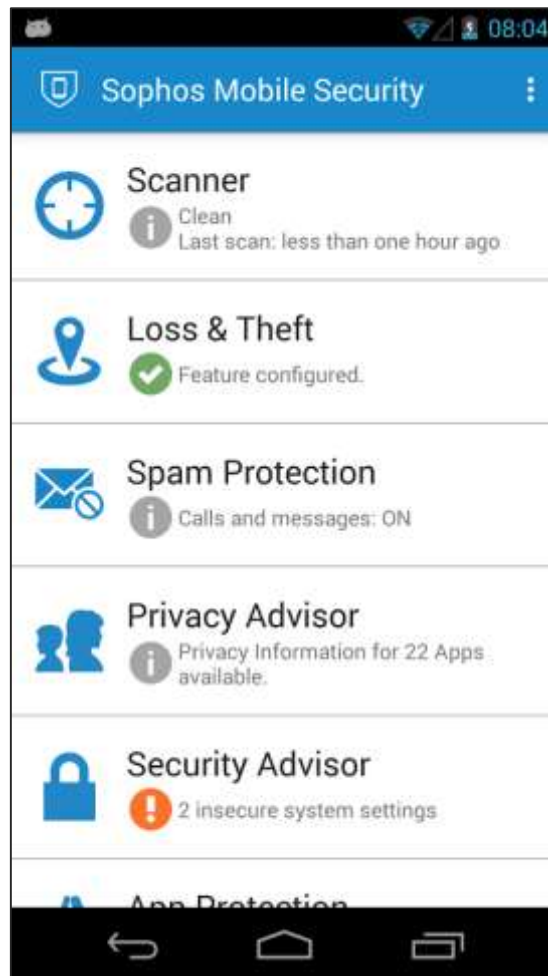 08:04
Sophos Mobile Security
Scanner
Clean
Last scan: less than one hour ago
Loss & Theft
Feature configured.
Spam Protection
Calls and messages: ON
Privacy Advisor
Privacy Information for 22 Apps
available.
Security Advisor
2 insecure system settings
App Protection